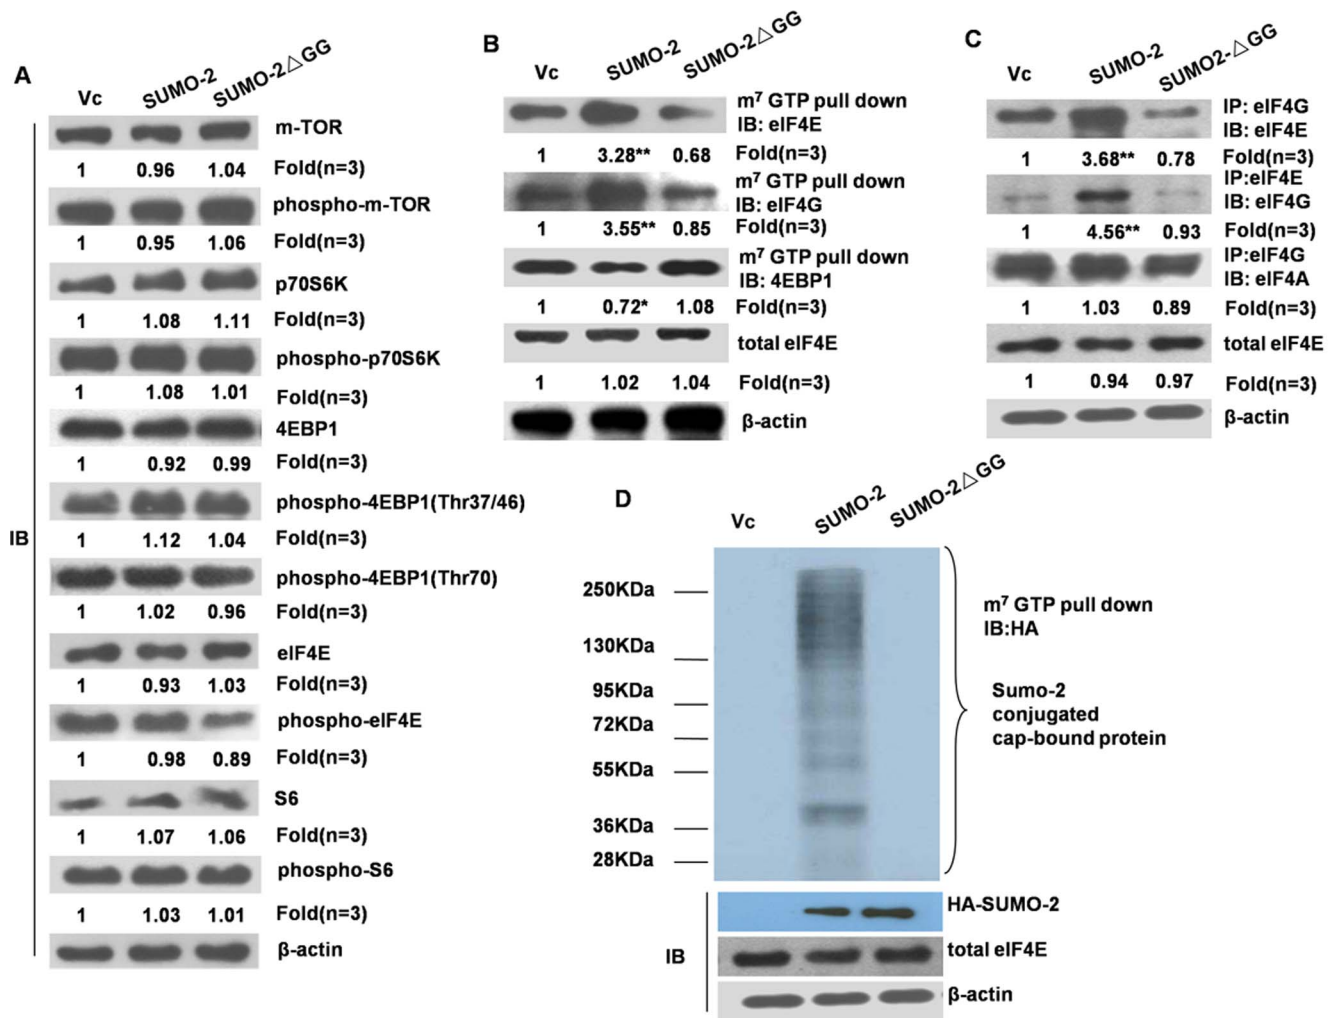 A
Vc SUMO-2 SUMO-2△GG
IB
m-TOR
1 0.96 1.04 Fold(n=3)
phospho-m-TOR
1 0.95 1.06 Fold(n=3)
p70S6K
1 1.08 1.11 Fold(n=3)
phospho-p70S6K
1 1.08 1.01 Fold(n=3)
4EBP1
1 0.92 0.99 Fold(n=3)
phospho-4EBP1(Thr37/46)
1 1.12 1.04 Fold(n=3)
phospho-4EBP1(Thr70)
1 1.02 0.96 Fold(n=3)
eIF4E
1 0.93 1.03 Fold(n=3)
phospho-eIF4E
1 0.98 0.89 Fold(n=3)
S6
1 1.07 1.06 Fold(n=3)
phospho-S6
1 1.03 1.01 Fold(n=3)
β-actin
B
Vc SUMO-2 SUMO-2△GG
m⁷ GTP pull down
IB: eIF4E
1 3.28** 0.68 Fold(n=3)
m⁷ GTP pull down
IB: eIF4G
1 3.55** 0.85 Fold(n=3)
m⁷ GTP pull down
IB: 4EBP1
1 0.72* 1.08 Fold(n=3)
total eIF4E
1 1.02 1.04 Fold(n=3)
β-actin
C
Vc SUMO-2 SUMO2-△GG
IP: eIF4G
IB: eIF4E
1 3.68** 0.78 Fold(n=3)
IP:eIF4E
IB: eIF4G
1 4.56** 0.93 Fold(n=3)
IP:eIF4G
IB: eIF4A
1 1.03 0.89 Fold(n=3)
total eIF4E
1 0.94 0.97 Fold(n=3)
β-actin
D
Vc SUMO-2 SUMO-2△GG
250KDa
130KDa
95KDa
72KDa
55KDa
36KDa
28KDa
m⁷ GTP pull down
IB:HA
Sumo-2
conjugated
cap-bound protein
IB
HA-SUMO-2
total eIF4E
β-actin